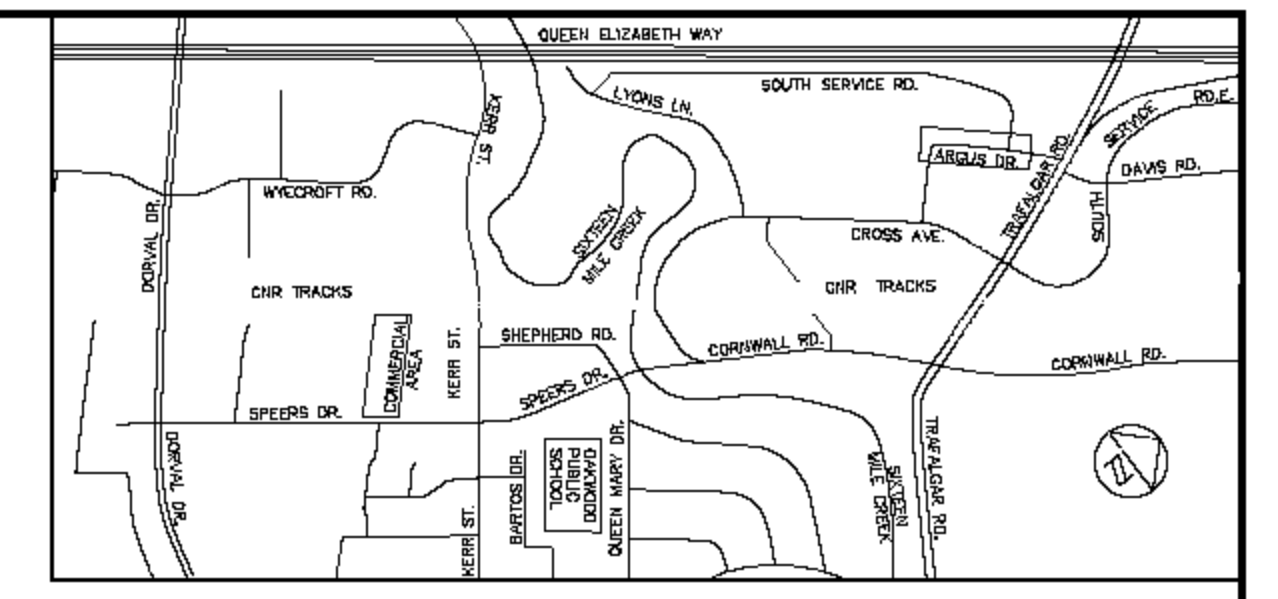 QUEEN ELIZABETH WAY
SOUTH SERVICE RD.
LYONS LN.
KERR ST.
RD.E.
SERVICE
ARGUS DR.
TRAFALGAR RD.
DAVIS RD.
SOUTH
WYECROFT RD.
DORVAL DR.
SIXTEEN
MILE CREEK
CROSS AVE.
CNR TRACKS
CNR TRACKS
COMMERCIAL
AREA
KERR ST.
SHEPHERD RD.
CORNWALL RD.
CORNWALL RD.
SPEERS DR.
SPEERS DR.
DORVAL DR.
BARTOS DR.
OAKWOOD
PUBLIC
SCHOOL
QUEEN MARY DR.
SIXTEEN
MILE CREEK
TRAFALGAR RD.
KERR ST.
N